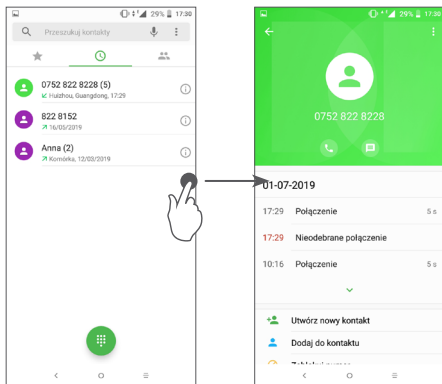 29% 17:30
Przeszukaj kontakty
0752 822 8228 (5)
Huizhou, Guangdong, 17:29
822 8152
16/05/2019
Anna (2)
Komórka, 12/03/2019
29% 17:30
0752 822 8228
01-07-2019
17:29 Połączenie 5 s
17:29 Nieodebrane połączenie
10:16 Połączenie 5 s
Utwórz nowy kontakt
Dodaj do kontaktu